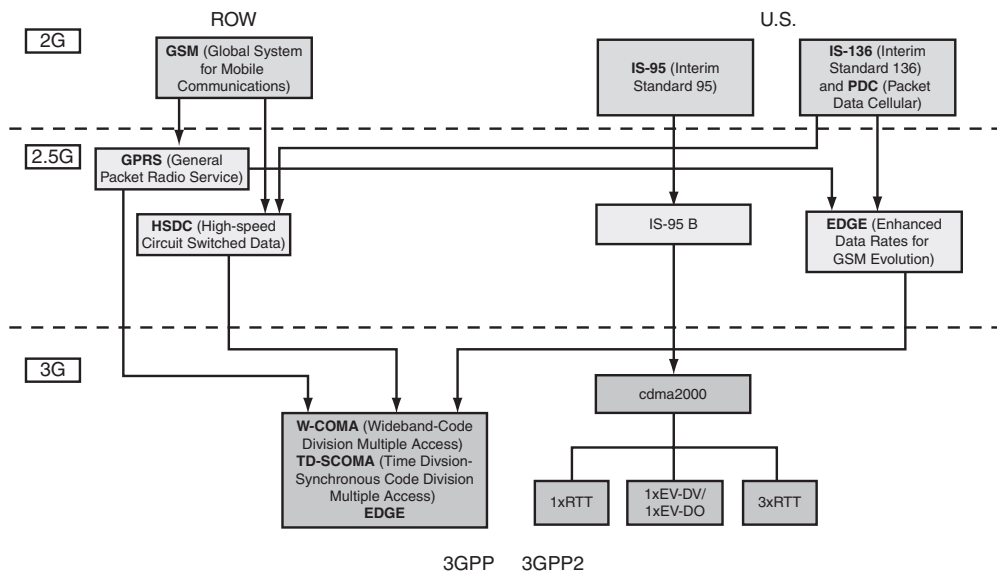 ROW
U.S.
2G
GSM (Global System
for Mobile
Communications)
IS-95 (Interim
Standard 95)
IS-136 (Interim
Standard 136)
and PDC (Packet
Data Cellular)
2.5G
GPRS (General
Packet Radio Service)
HSDC (High-speed
Circuit Switched Data)
IS-95 B
EDGE (Enhanced
Data Rates for
GSM Evolution)
3G
cdma2000
W-COMA (Wideband-Code
Division Multiple Access)
TD-SCOMA (Time Divsion-
Synchronous Code Division
Multiple Access)
EDGE
1xRTT
1xEV-DV/
1xEV-DO
3xRTT
3GPP
3GPP2